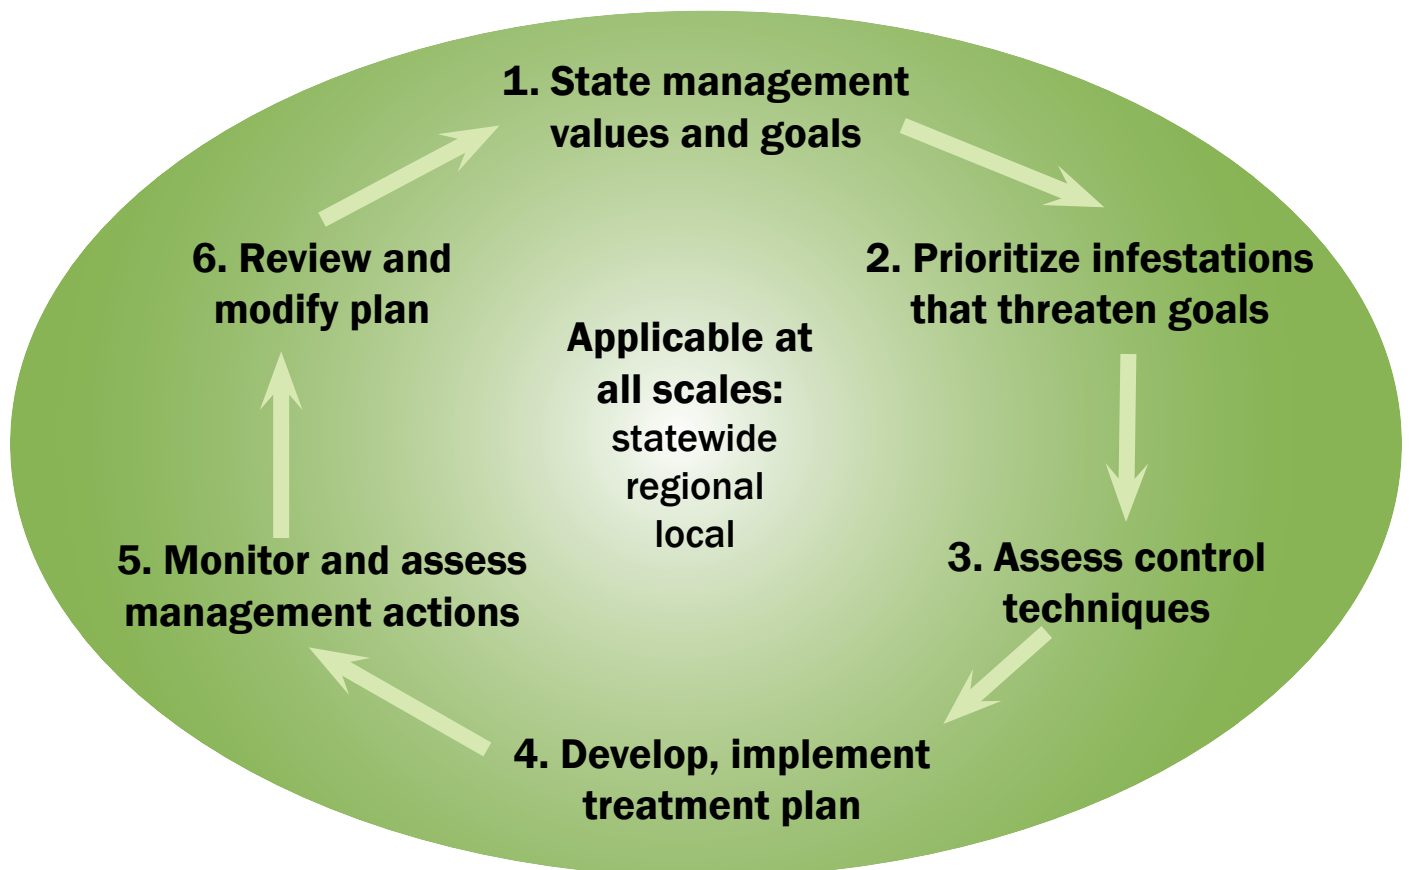 1. State management
values and goals
2. Prioritize infestations
that threaten goals
3. Assess control
techniques
4. Develop, implement
treatment plan
5. Monitor and assess
management actions
6. Review and
modify plan
Applicable at
all scales:
statewide
regional
local